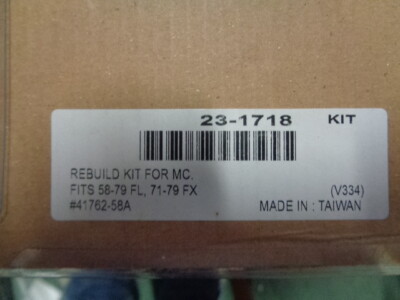 23-1718 KIT
REBUILD KIT FOR MC.
FITS 58-79 FL, 71-79 FX (V334)
#41762-58A MADE IN : TAIWAN